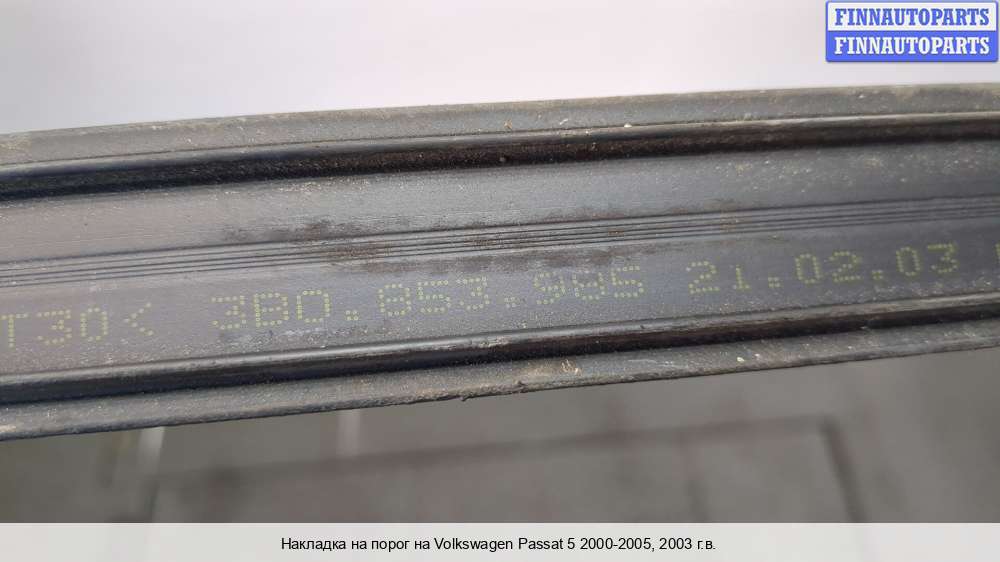 FINNAUTOPARTS
FINNAUTOPARTS
T30< 3B0.853.985 21.02.03
Накладка на порог на Volkswagen Passat 5 2000-2005, 2003 г.в.